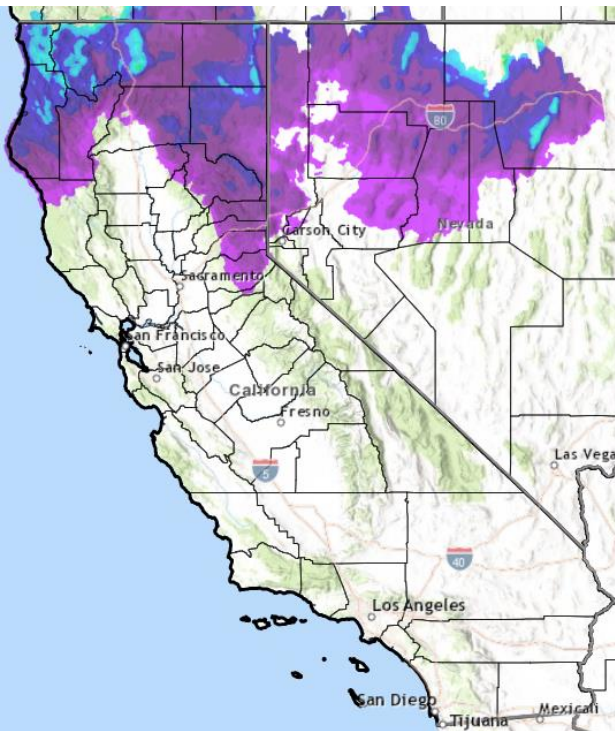 80
Nevada
Carson City
Sacramento
San Francisco
San Jose
California
Fresno
5
Las Vega
40
Los Angeles
San Diego
Tijuana
Mexicali